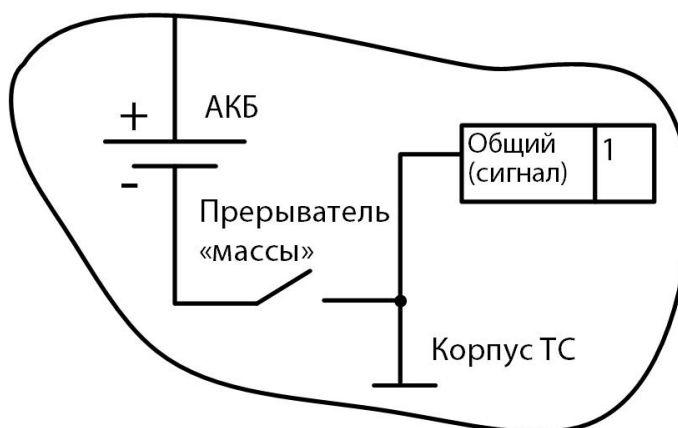 +
АКБ
-
Общий
(сигнал)
1
Прерыватель
«массы»
Корпус ТС